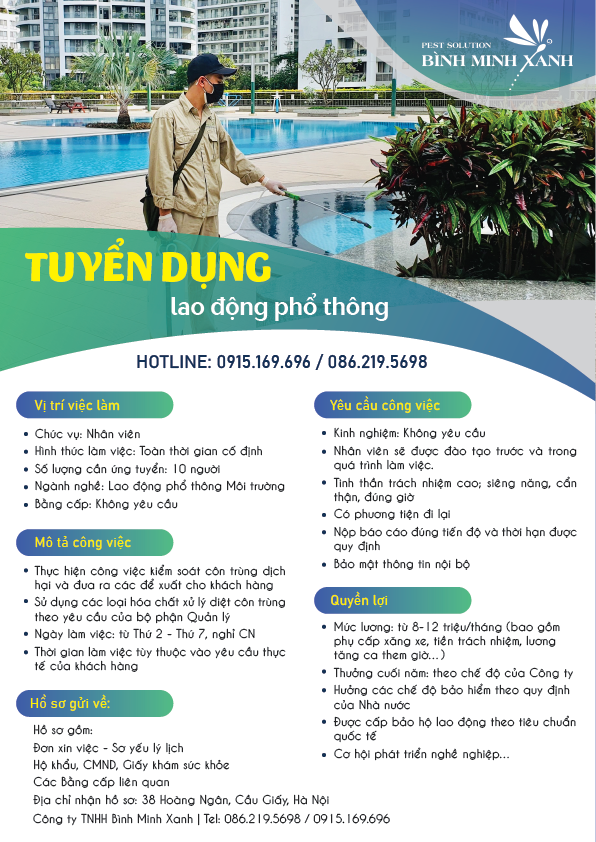 PEST SOLUTION
BÌNH MINH XANH
TUYỂN DỤNG
lao động phổ thông
HOTLINE: 0915.169.696 / 086.219.5698
Vị trí việc làm
• Chức vụ: Nhân viên
• Hình thức làm việc: Toàn thời gian cố định
• Số lượng cần ứng tuyển: 10 người
• Ngành nghề: Lao động phổ thông Môi trường
• Bằng cấp: Không yêu cầu
Mô tả công việc
• Thực hiện công việc kiểm soát côn trùng dịch
hại và đưa ra các đề xuất cho khách hàng
• Sử dụng các loại hóa chất xử lý diệt côn trùng
theo yêu cầu của bộ phận Quản lý
• Ngày làm việc: từ Thứ 2 - Thứ 7, nghỉ CN
• Thời gian làm việc tùy thuộc vào yêu cầu thực
tế của khách hàng
Hồ sơ gửi về:
Hồ sơ gồm:
Đơn xin việc - Sơ yếu lý lịch
Hộ khẩu, CMND, Giấy khám sức khỏe
Các Bằng cấp liên quan
Địa chỉ nhận hồ sơ: 38 Hoàng Ngân, Cầu Giấy, Hà Nội
Công ty TNHH Bình Minh Xanh | Tel: 086.219.5698 / 0915.169.696
Yêu cầu công việc
• Kinh nghiệm: Không yêu cầu
• Nhân viên sẽ được đào tạo trước và trong
quá trình làm việc.
• Tinh thần trách nhiệm cao; siêng năng, cẩn
thận, đúng giờ
• Có phương tiện đi lại
• Nộp báo cáo đúng tiến độ và thời hạn được
quy định
• Bảo mật thông tin nội bộ
Quyền lợi
• Mức lương: từ 8-12 triệu/tháng (bao gồm
phụ cấp xăng xe, tiền trách nhiệm, lương
tăng ca them giờ...)
• Thưởng cuối năm: theo chế độ của Công ty
• Hưởng các chế độ bảo hiểm theo quy định
của Nhà nước
• Được cấp bảo hộ lao động theo tiêu chuẩn
quốc tế
• Cơ hội phát triển nghề nghiệp...